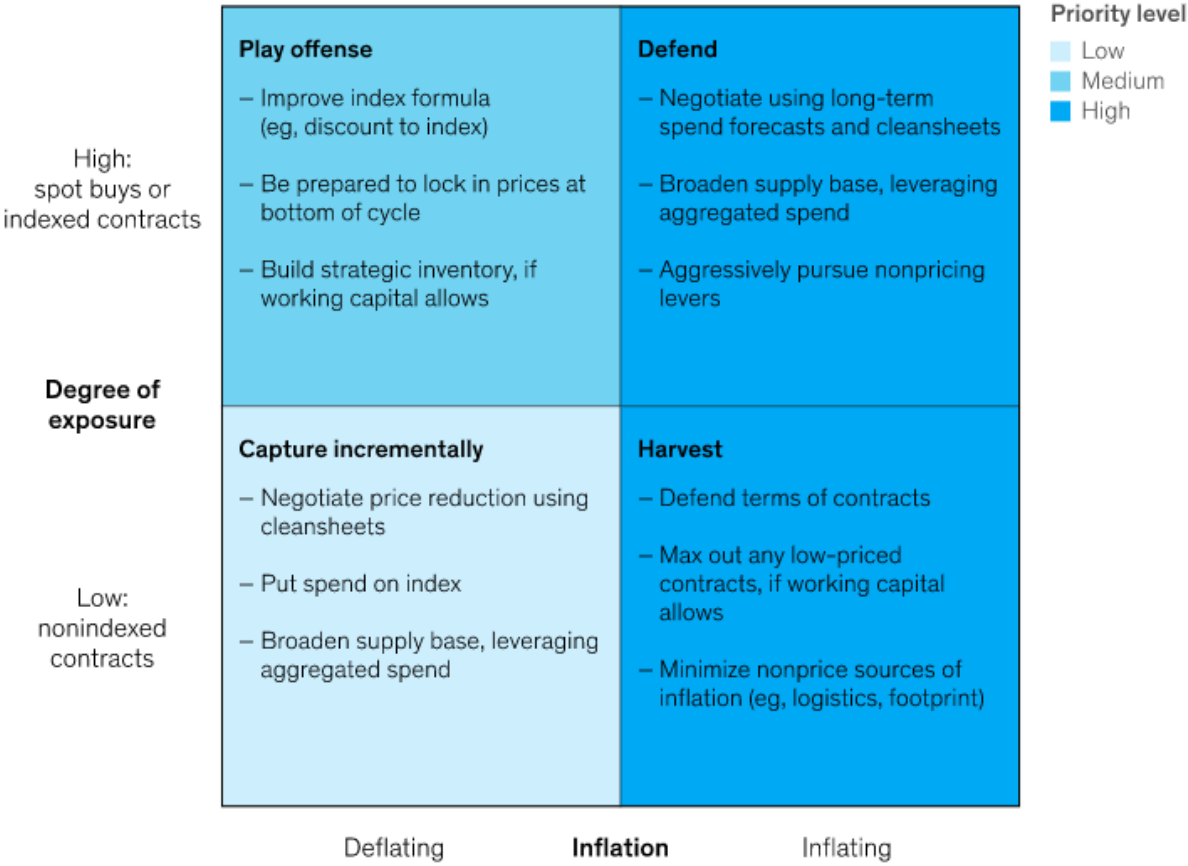 Priority level
Low
Medium
High
High:
spot buys or
indexed contracts
Degree of
exposure
Low:
nonindexed
contracts
Play offense
– Improve index formula
(eg, discount to index)
– Be prepared to lock in prices at
bottom of cycle
– Build strategic inventory, if
working capital allows
Defend
– Negotiate using long-term
spend forecasts and cleansheets
– Broaden supply base, leveraging
aggregated spend
– Aggressively pursue nonpricing
levers
Capture incrementally
– Negotiate price reduction using
cleansheets
– Put spend on index
– Broaden supply base, leveraging
aggregated spend
Harvest
– Defend terms of contracts
– Max out any low-priced
contracts, if working capital
allows
– Minimize nonprice sources of
inflation (eg, logistics, footprint)
Deflating
Inflation
Inflating